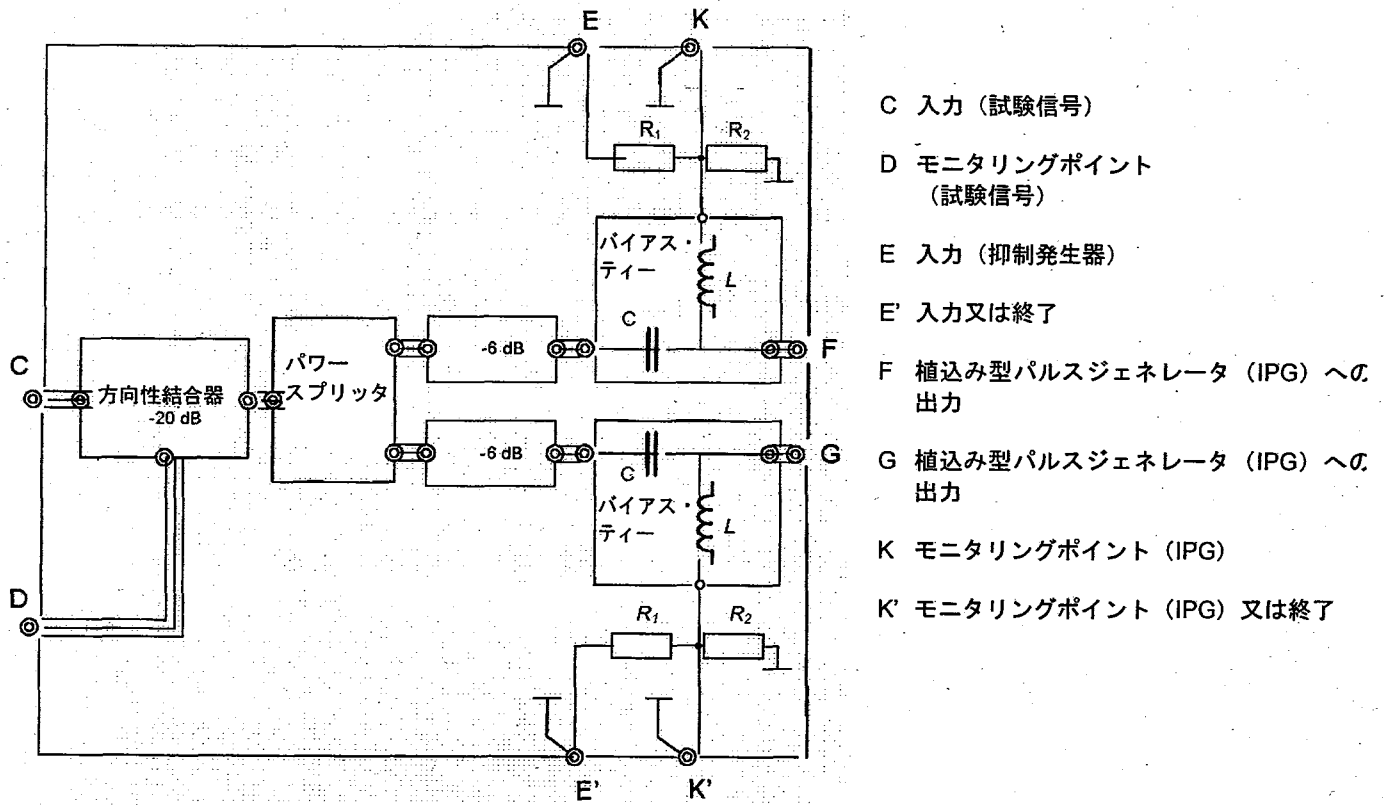 E
K
R₁
R₂
バイアス・
ティー
L
C
-6 dB
F
パワー
スプリッタ
C
方向性結合器
-20 dB
-6 dB
C
G
バイアス・
ティー
L
D
R₁
R₂
E'
K'
C 入力（試験信号）
D モニタリングポイント
（試験信号）
E 入力（抑制発生器）
E' 入力又は終了
F 植込み型パルスジェネレータ（IPG）への
出力
G 植込み型パルスジェネレータ（IPG）への
出力
K モニタリングポイント（IPG）
K' モニタリングポイント（IPG）又は終了